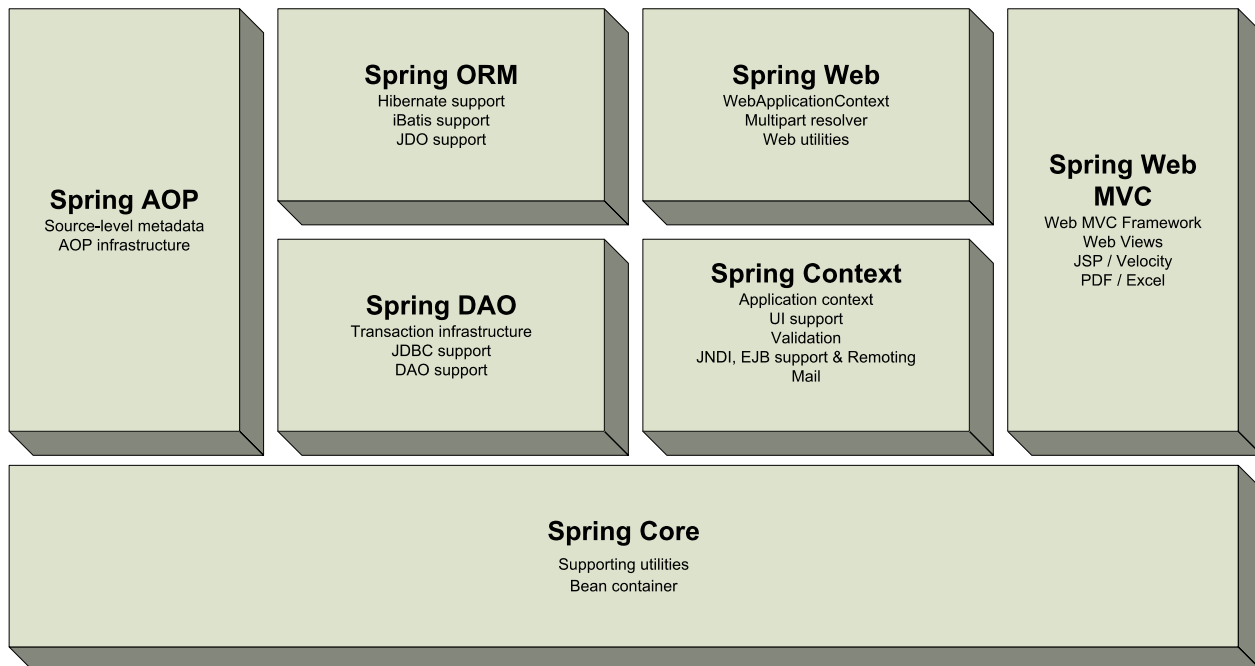 Spring AOP
Source-level metadata
AOP infrastructure
Spring ORM
Hibernate support
iBatis support
JDO support
Spring DAO
Transaction infrastructure
JDBC support
DAO support
Spring Web
WebApplicationContext
Multipart resolver
Web utilities
Spring Context
Application context
UI support
Validation
JNDI, EJB support & Remoting
Mail
Spring Web
MVC
Web MVC Framework
Web Views
JSP / Velocity
PDF / Excel
Spring Core
Supporting utilities
Bean container